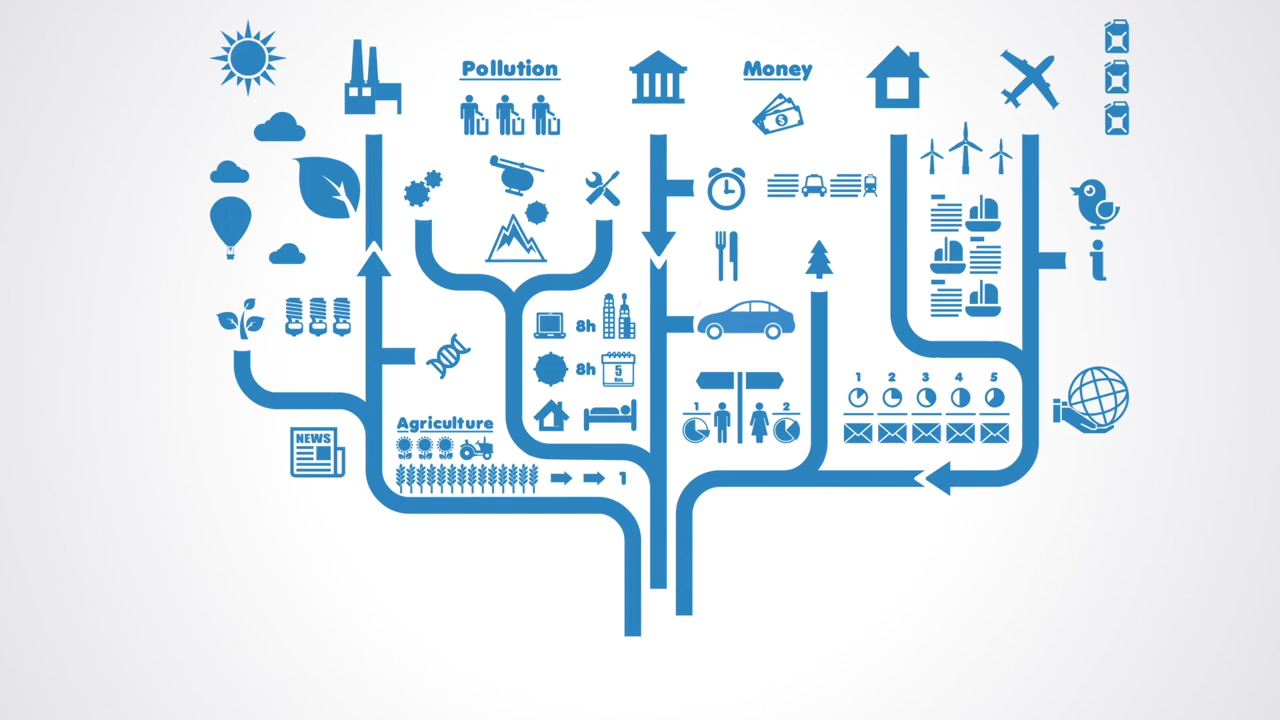 Pollution
Money
$
i
8h
8h
5
1 2 3 4 5
1 2
Agriculture
NEWS
1